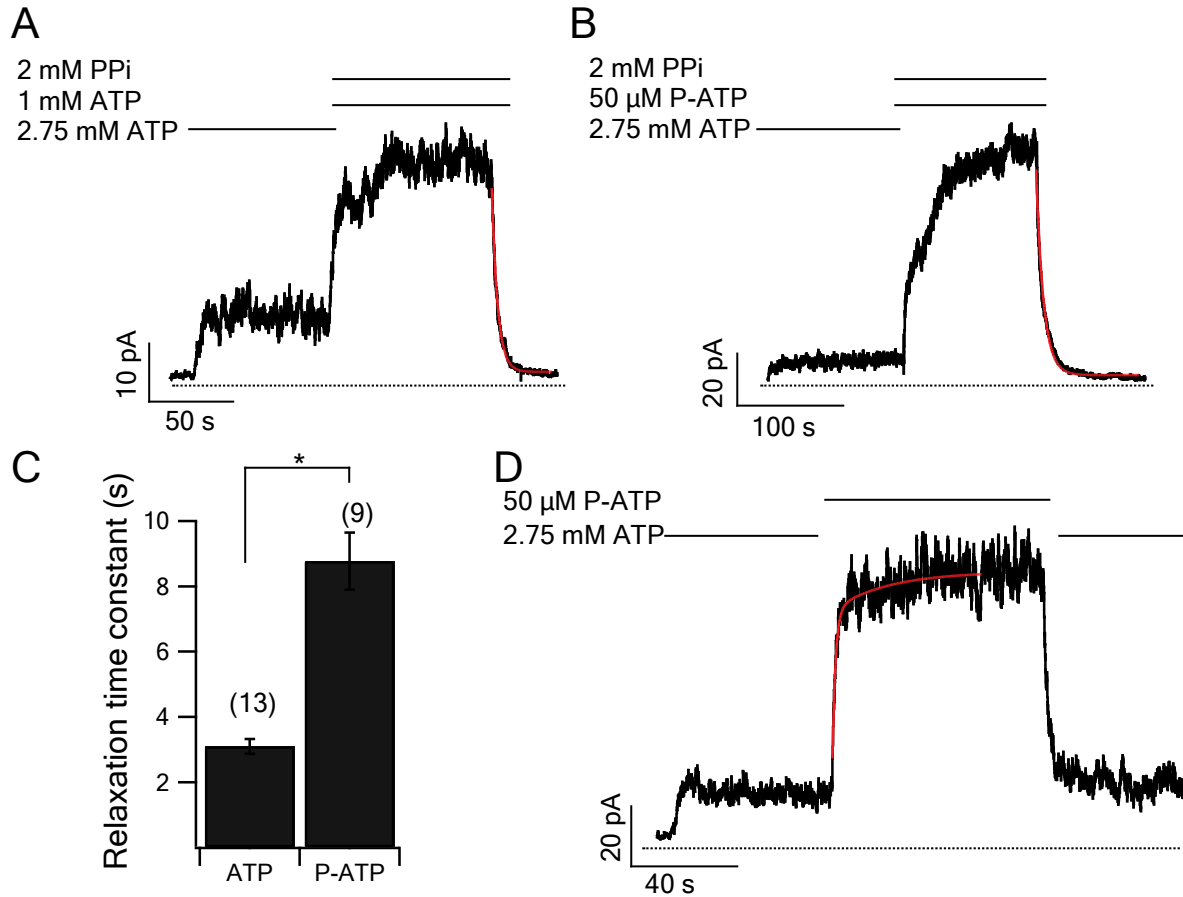 A
2 mM PPi
1 mM ATP
2.75 mM ATP
10 pA
50 s
B
2 mM PPi
50 µM P-ATP
2.75 mM ATP
20 pA
100 s
C
Relaxation time constant (s)
10
8
6
4
2
*
(13)
(9)
ATP
P-ATP
D
50 µM P-ATP
2.75 mM ATP
20 pA
40 s